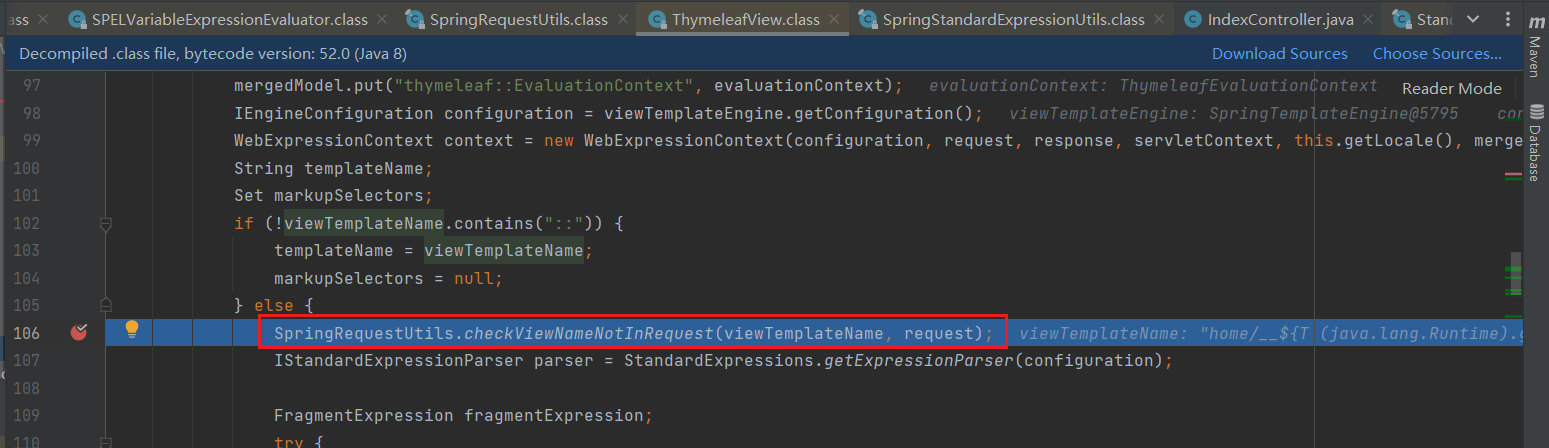 ass SPELVariableExpressionEvaluator.class SpringRequestUtils.class ThymeleafView.class SpringStandardExpressionUtils.class IndexController.java Stan
Decompiled .class file, bytecode version: 52.0 (Java 8) Download Sources Choose Sources...
Reader Mode
97 mergedModel.put("thymeleaf::EvaluationContext", evaluationContext); evaluationContext: ThymeleafEvaluationContext
98 IEngineConfiguration configuration = viewTemplateEngine.getConfiguration(); viewTemplateEngine: SpringTemplateEngine@5795 con
99 WebExpressionContext context = new WebExpressionContext(configuration, request, response, servletContext, this.getLocale(), merge
100 String templateName;
101 Set markupSelectors;
102 if (!viewTemplateName.contains("::")) {
103 templateName = viewTemplateName;
104 markupSelectors = null;
105 } else {
106 SpringRequestUtils.checkViewNameNotInRequest(viewTemplateName, request); viewTemplateName: "home/__${T (java.lang.Runtime).g
107 IStandardExpressionParser parser = StandardExpressions.getExpressionParser(configuration);
108
109 FragmentExpression fragmentExpression;
110 try {
m Maven
Database